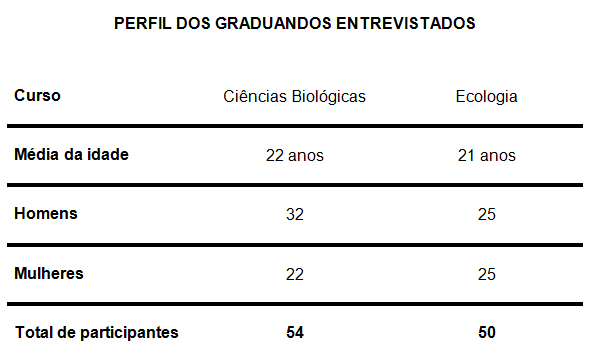 PERFIL DOS GRADUANDOS ENTREVISTADOS
Curso Ciências Biológicas Ecologia
Média da idade 22 anos 21 anos
Homens 32 25
Mulheres 22 25
Total de participantes 54 50